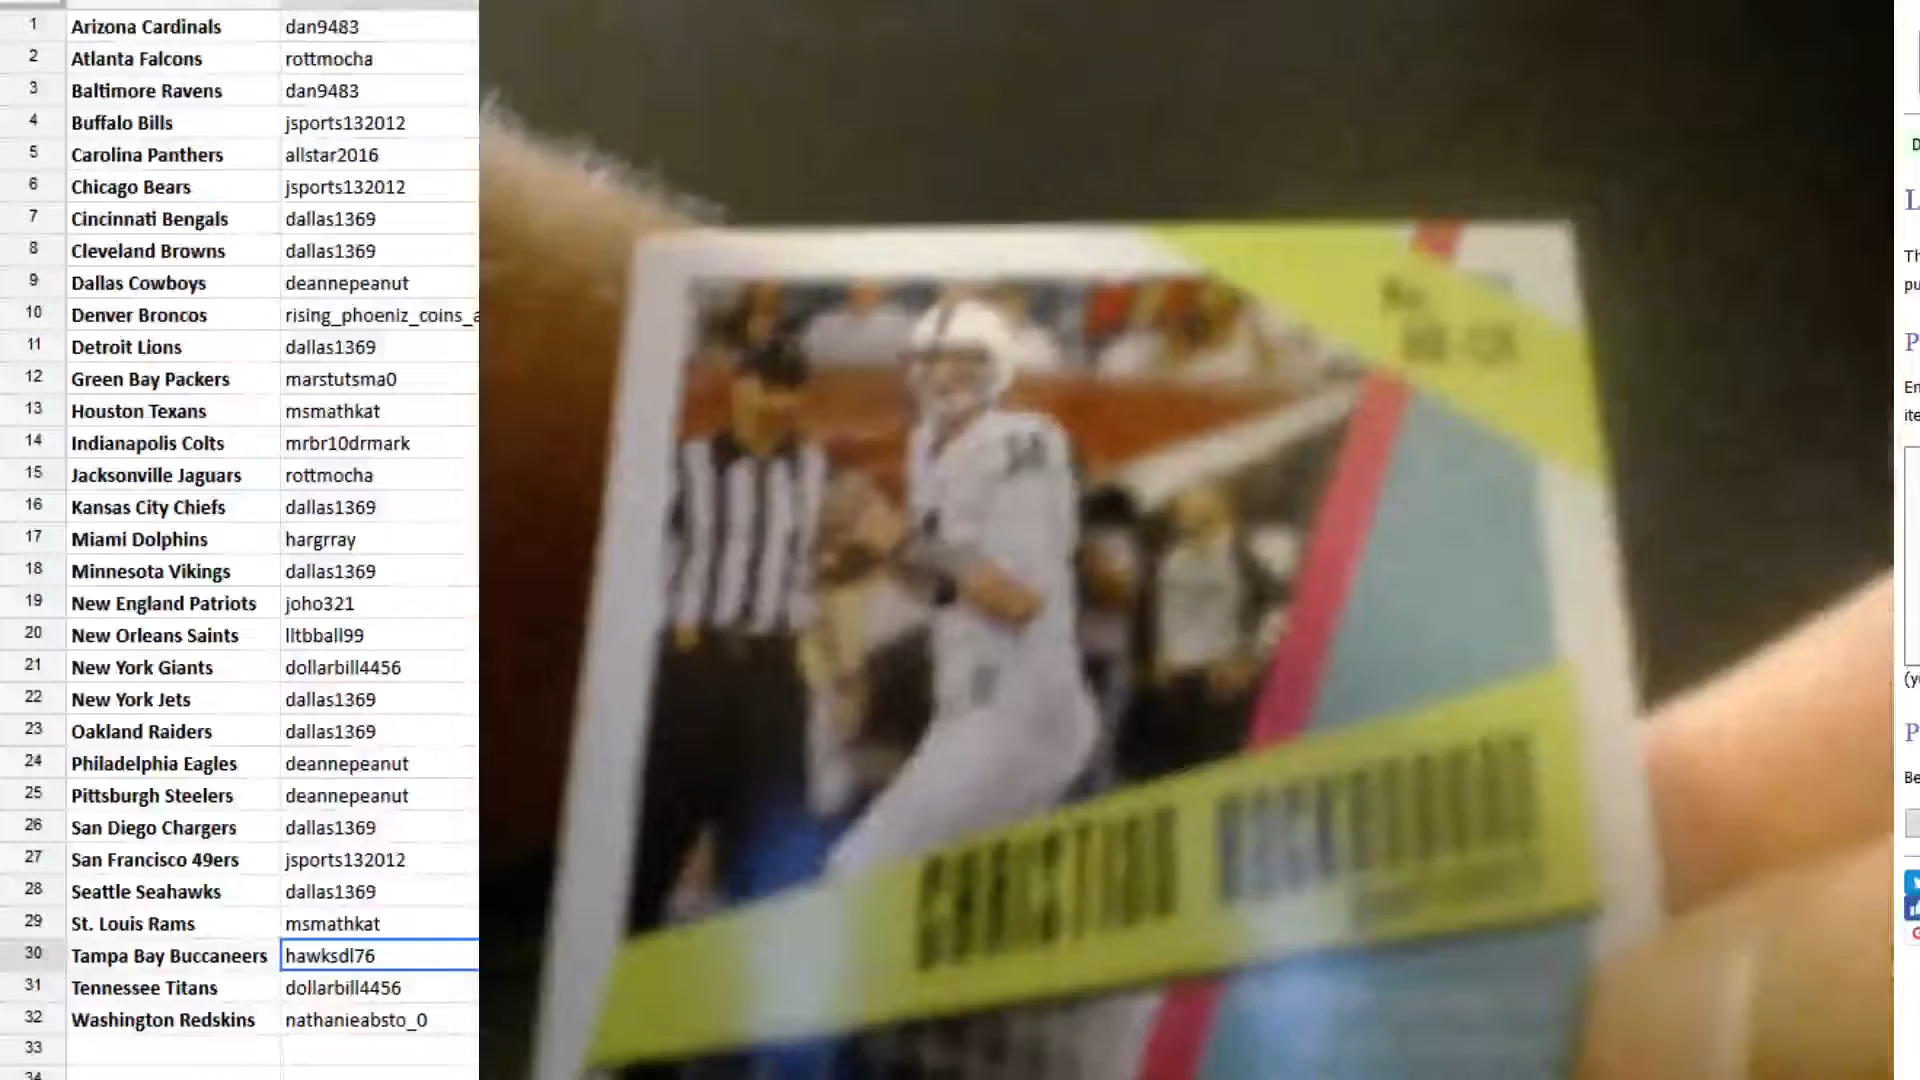 1 Arizona Cardinals dan9483
2 Atlanta Falcons rottmocha
3 Baltimore Ravens dan9483
4 Buffalo Bills jsports132012
5 Carolina Panthers allstar2016
6 Chicago Bears jsports132012
7 Cincinnati Bengals dallas1369
8 Cleveland Browns dallas1369
9 Dallas Cowboys deannepeanut
10 Denver Broncos rising_phoeniz_coins_a
11 Detroit Lions dallas1369
12 Green Bay Packers marstutsma0
13 Houston Texans msmathkat
14 Indianapolis Colts mrbr10drmark
15 Jacksonville Jaguars rottmocha
16 Kansas City Chiefs dallas1369
17 Miami Dolphins hargrray
18 Minnesota Vikings dallas1369
19 New England Patriots joho321
20 New Orleans Saints lltbball99
21 New York Giants dollarbill4456
22 New York Jets dallas1369
23 Oakland Raiders dallas1369
24 Philadelphia Eagles deannepeanut
25 Pittsburgh Steelers deannepeanut
26 San Diego Chargers dallas1369
27 San Francisco 49ers jsports132012
28 Seattle Seahawks dallas1369
29 St. Louis Rams msmathkat
30 Tampa Bay Buccaneers hawksdl76
31 Tennessee Titans dollarbill4456
32 Washington Redskins nathanieabsto_0
33
34
CHRISTIAN HACKENBERG